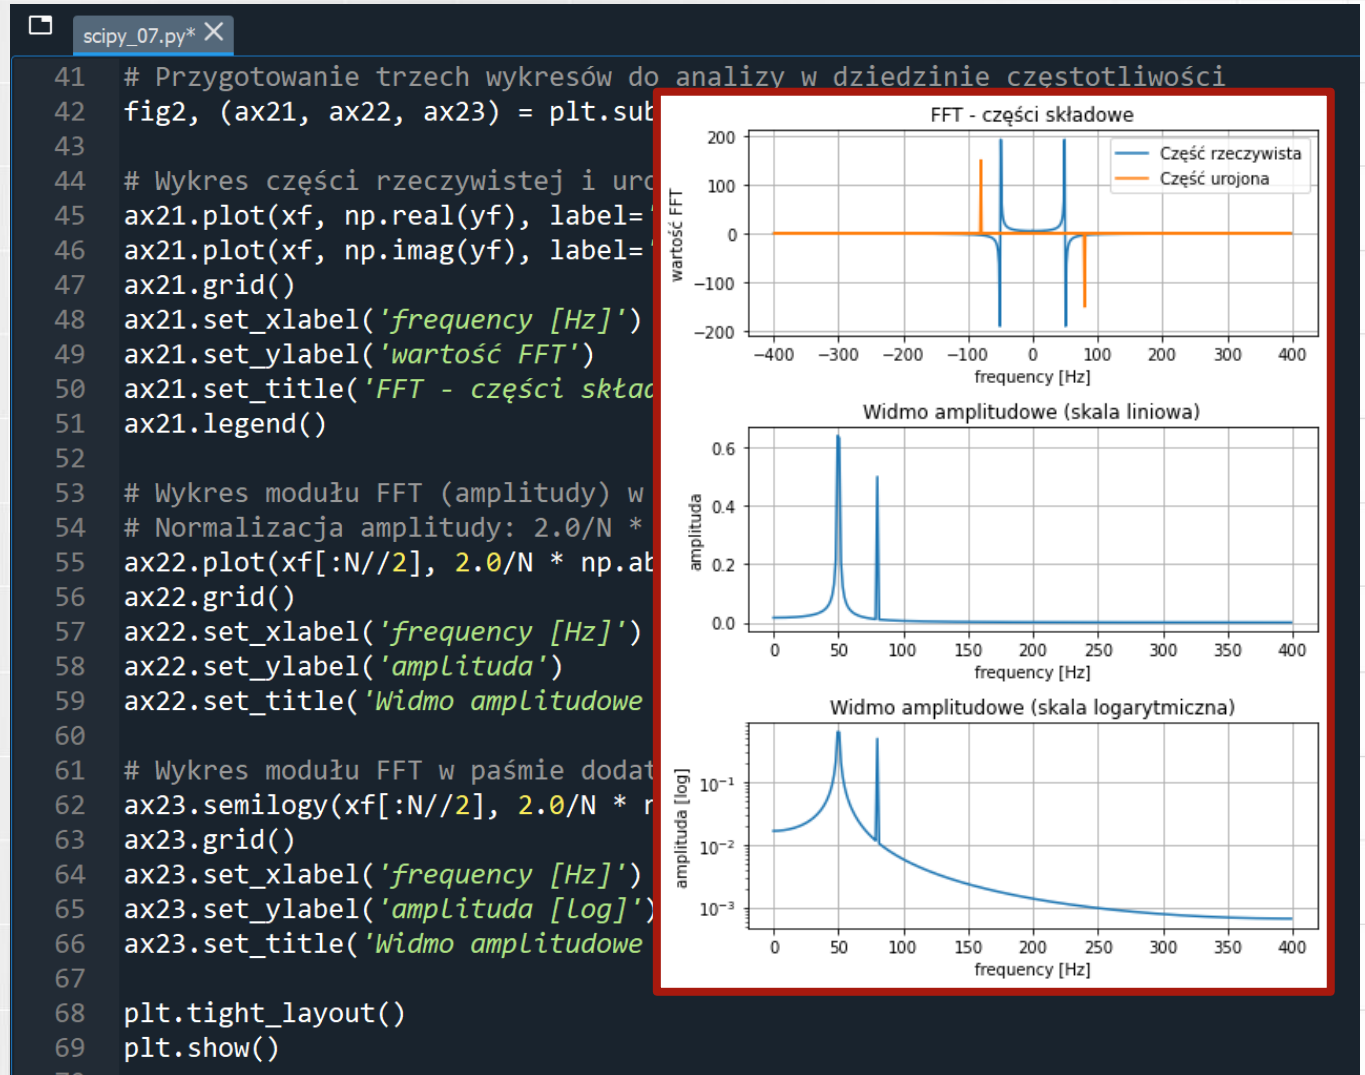 scipy_07.py*
41 # Przygotowanie trzech wykresów do analizy w dziedzinie częstotliwości
42 fig2, (ax21, ax22, ax23) = plt.sub
43
44 # Wykres części rzeczywistej i uro
45 ax21.plot(xf, np.real(yf), label='
46 ax21.plot(xf, np.imag(yf), label='
47 ax21.grid()
48 ax21.set_xlabel('frequency [Hz]')
49 ax21.set_ylabel('wartość FFT')
50 ax21.set_title('FFT - części skład
51 ax21.legend()
52
53 # Wykres modułu FFT (amplitudy) w
54 # Normalizacja amplitudy: 2.0/N *
55 ax22.plot(xf[:N//2], 2.0/N * np.ab
56 ax22.grid()
57 ax22.set_xlabel('frequency [Hz]')
58 ax22.set_ylabel('amplituda')
59 ax22.set_title('Widmo amplitudowe
60
61 # Wykres modułu FFT w paśmie dodat
62 ax23.semilogy(xf[:N//2], 2.0/N * n
63 ax23.grid()
64 ax23.set_xlabel('frequency [Hz]')
65 ax23.set_ylabel('amplituda [log]')
66 ax23.set_title('Widmo amplitudowe
67
68 plt.tight_layout()
69 plt.show()
FFT - części składowe
Część rzeczywista
Część urojona
wartość FFT
200
100
0
−100
−200
−400 −300 −200 −100 0 100 200 300 400
frequency [Hz]
Widmo amplitudowe (skala liniowa)
amplituda
0.6
0.4
0.2
0.0
0 50 100 150 200 250 300 350 400
frequency [Hz]
Widmo amplitudowe (skala logarytmiczna)
amplituda [log]
10⁻¹
10⁻²
10⁻³
0 50 100 150 200 250 300 350 400
frequency [Hz]